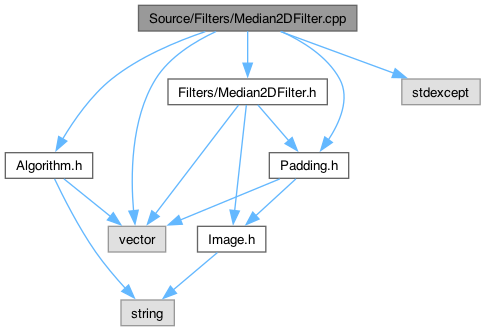 Source/Filters/Median2DFilter.cpp
Filters/Median2DFilter.h
stdexcept
Algorithm.h
Padding.h
vector
Image.h
string